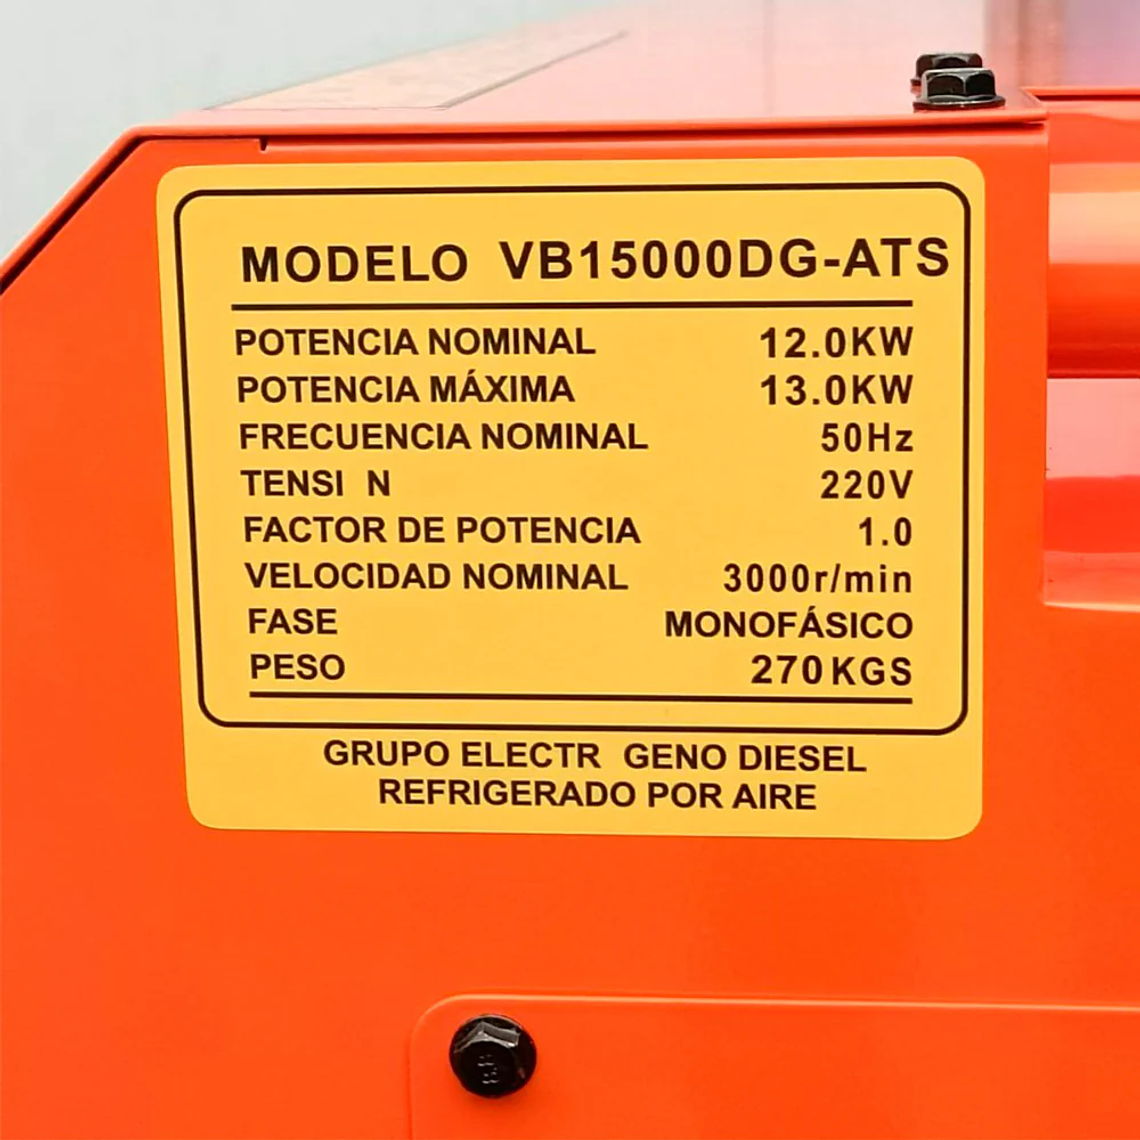 MODELO VB15000DG-ATS
POTENCIA NOMINAL 12.0KW
POTENCIA MÁXIMA 13.0KW
FRECUENCIA NOMINAL 50Hz
TENSI N 220V
FACTOR DE POTENCIA 1.0
VELOCIDAD NOMINAL 3000r/min
FASE MONOFÁSICO
PESO 270KGS
GRUPO ELECTR GENO DIESEL
REFRIGERADO POR AIRE